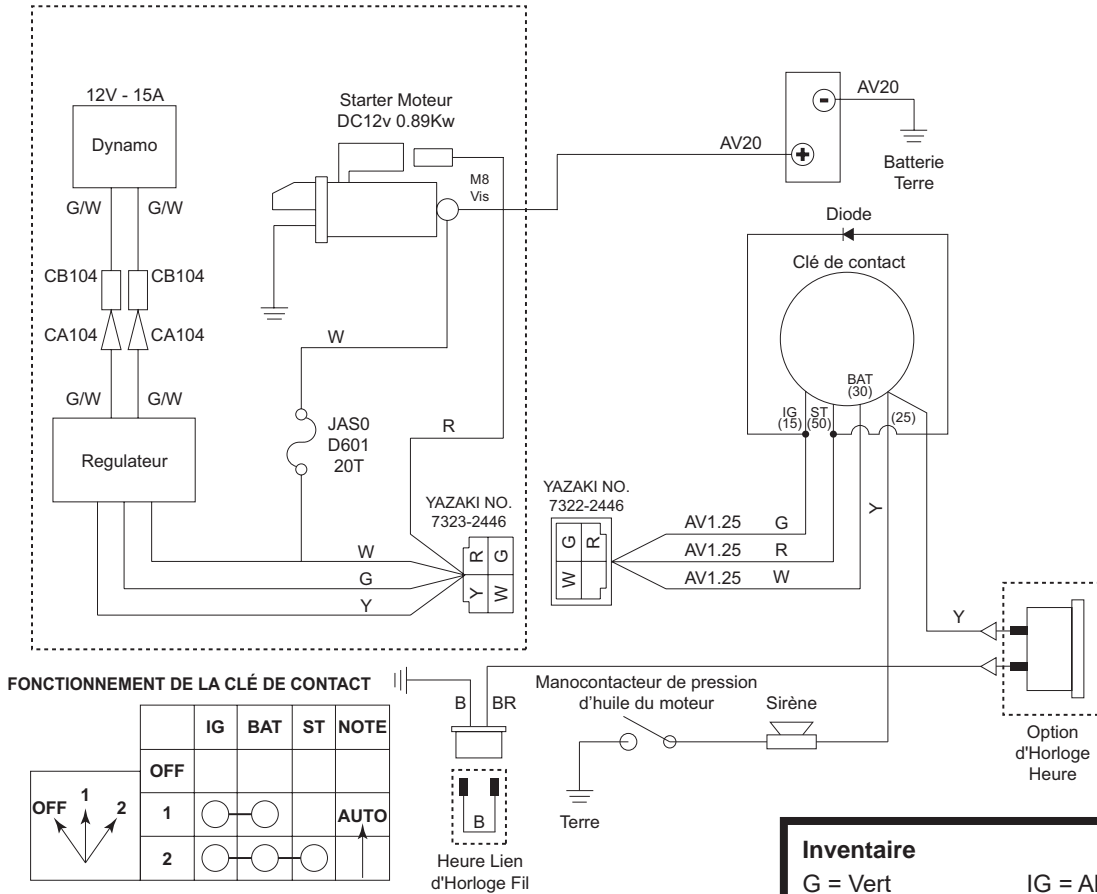 12V - 15A
Dynamo
G/W G/W
CB104 CB104
CA104 CA104
G/W G/W
Regulateur
Starter Moteur
DC12v 0.89Kw
M8
Vis
W
JAS0
D601
20T
R
YAZAKI NO.
7323-2446
W
G
Y
R G
Y W
AV20
AV20
Batterie
Terre
Diode
Clé de contact
BAT
(30)
IG
(15)
ST
(50)
(25)
YAZAKI NO.
7322-2446
G R
W
AV1.25 G
AV1.25 R
AV1.25 W
Y
Y
Option
d'Horloge
Heure
FONCTIONNEMENT DE LA CLÉ DE CONTACT
IG BAT ST NOTE
OFF
1 AUTO
2
OFF 1 2
B BR
B
Heure Lien
d'Horloge Fil
Manocontacteur de pression
d’huile du moteur
Sirène
Terre
Inventaire
G = Vert